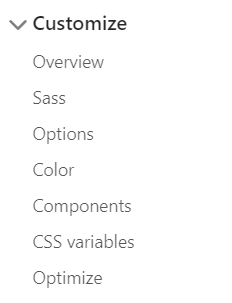 Customize
Overview
Sass
Options
Color
Components
CSS variables
Optimize